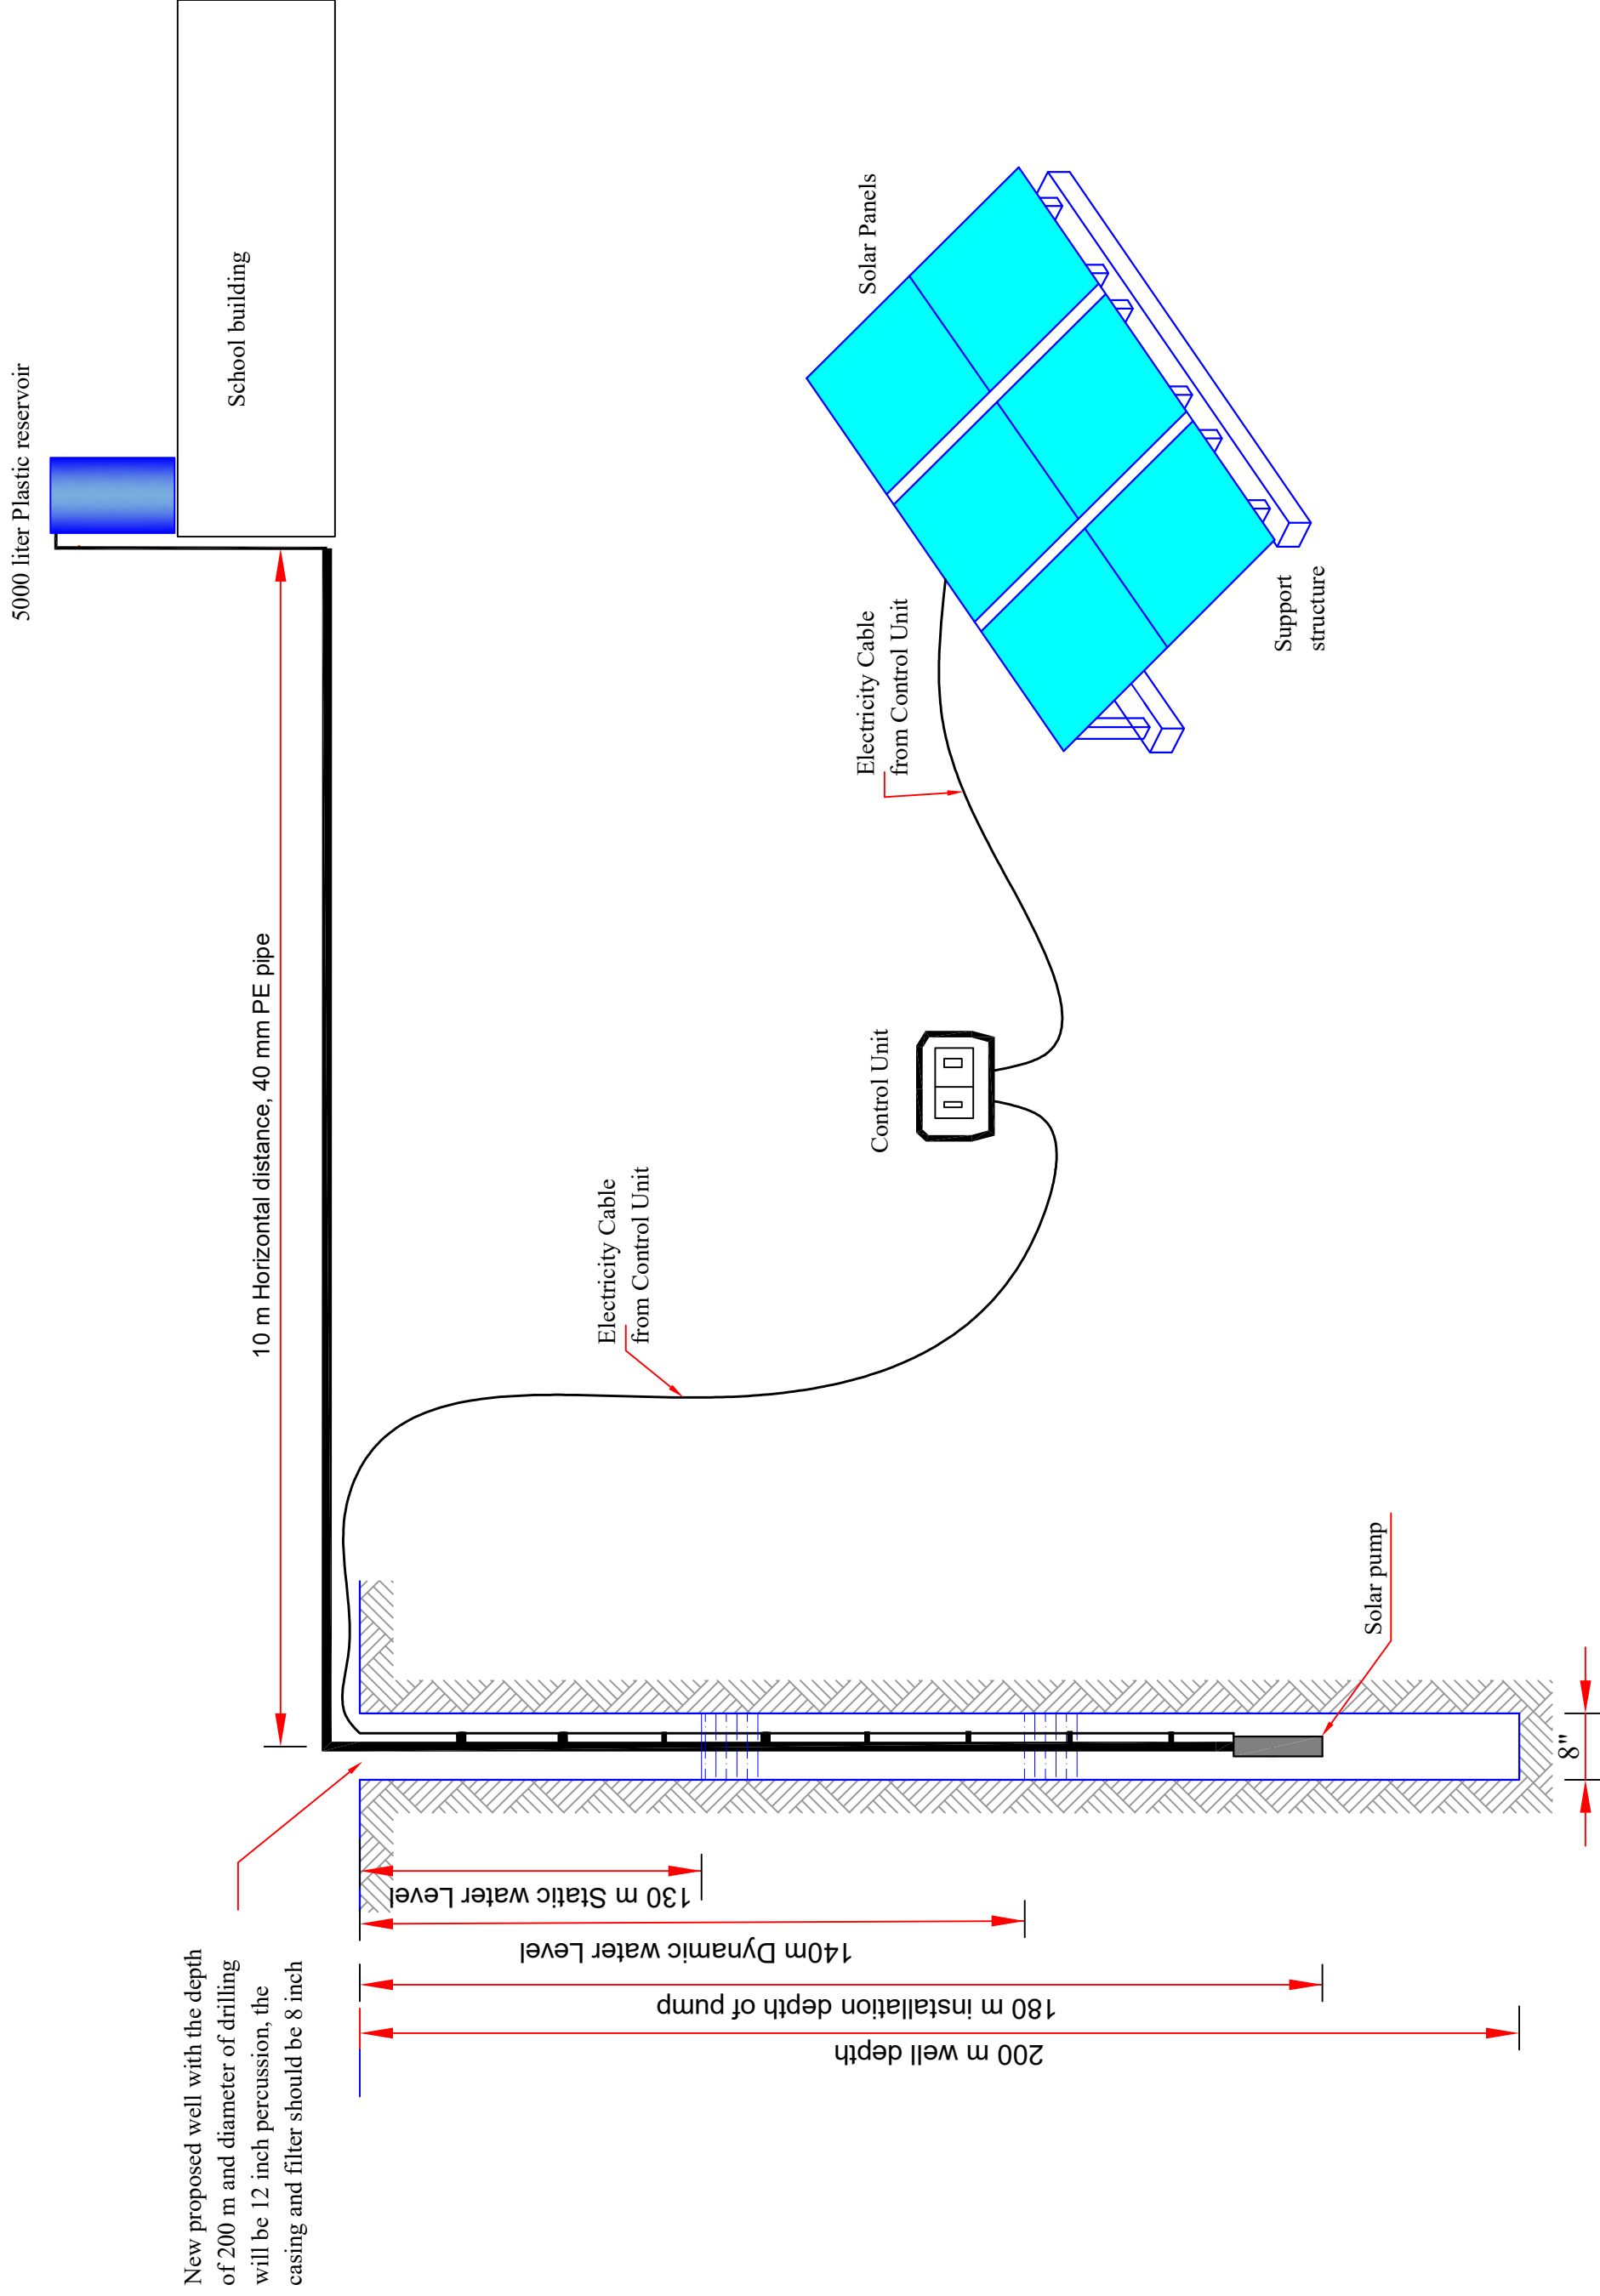 5000 liter Plastic reservoir
School building
10 m Horizontal distance, 40 mm PE pipe
Solar Panels
Electricity Cable
from Control Unit
Support
structure
Control Unit
Electricity Cable
from Control Unit
Solar pump
8"
New proposed well with the depth
of 200 m and diameter of drilling
will be 12 inch percussion, the
casing and filter should be 8 inch
130 m Static water Level
140m Dynamic water Level
180 m installation depth of pump
200 m well depth